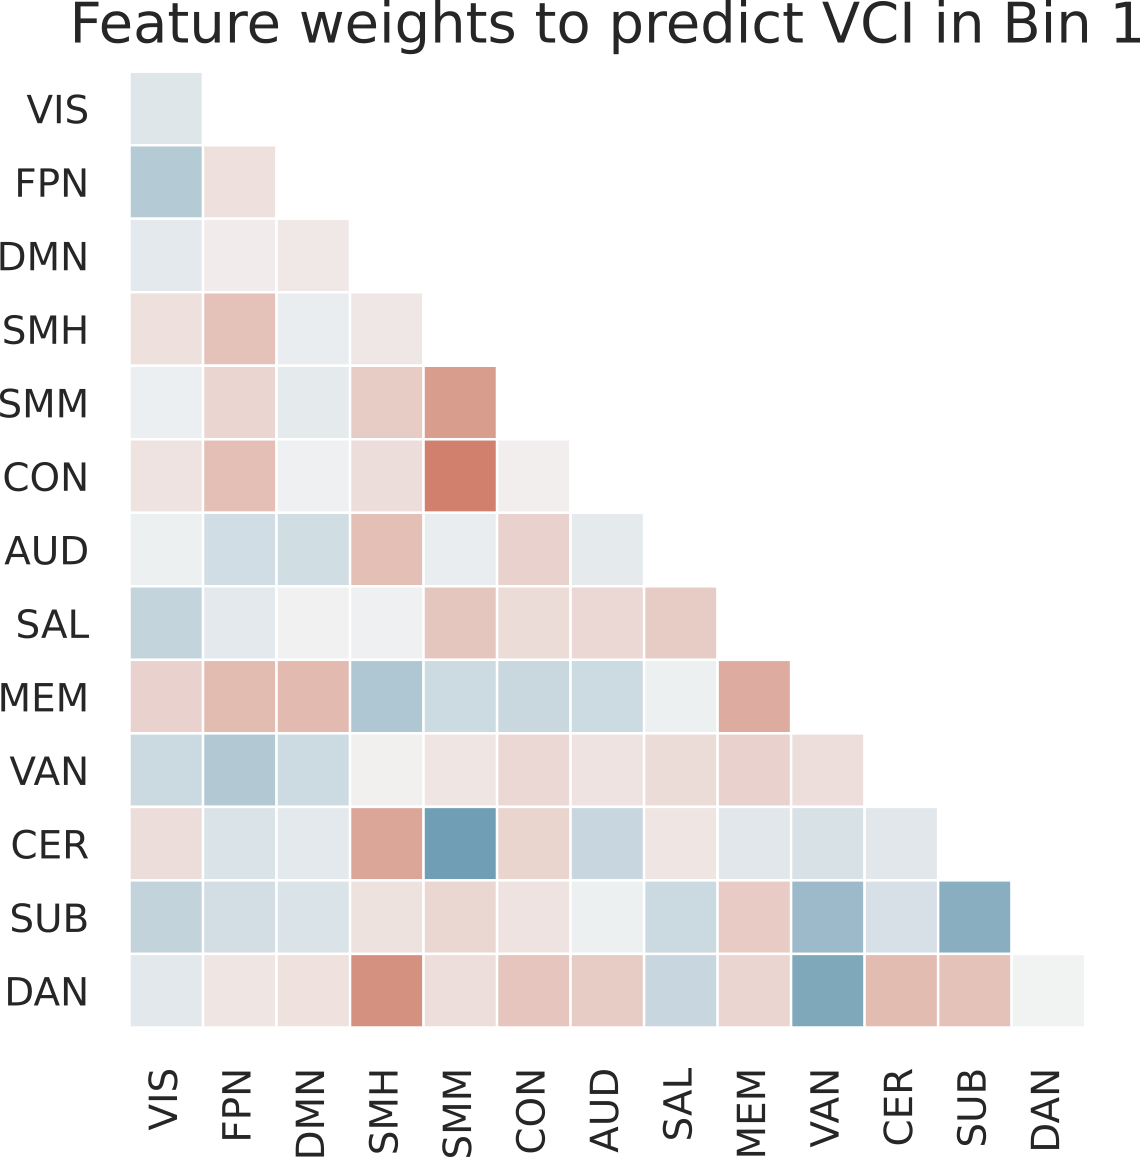 Feature weights to predict VCI in Bin 1
VIS
FPN
DMN
SMH
SMM
CON
AUD
SAL
MEM
VAN
CER
SUB
DAN
VIS
FPN
DMN
SMH
SMM
CON
AUD
SAL
MEM
VAN
CER
SUB
DAN